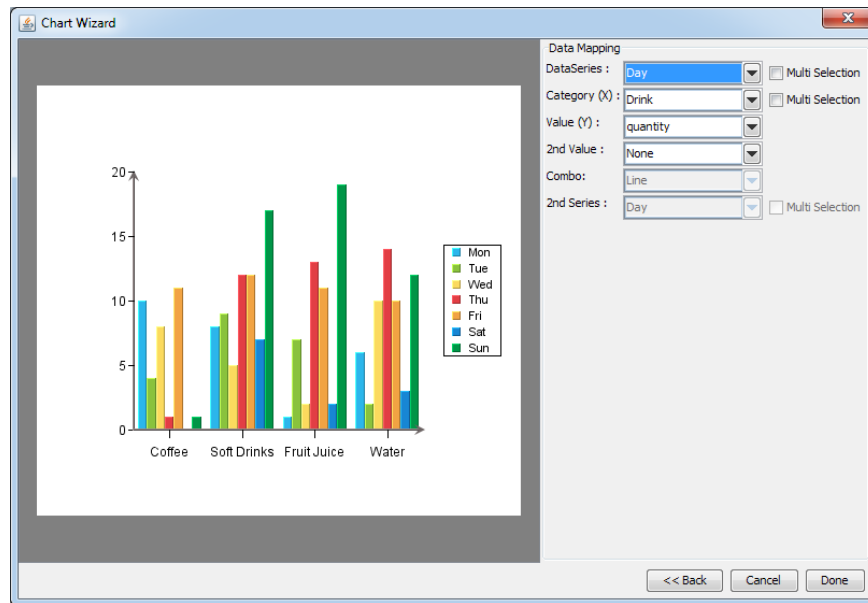 Chart Wizard
Data Mapping
DataSeries : Day Multi Selection
Category (X) : Drink Multi Selection
Value (Y) : quantity
2nd Value : None
Combo: Line
2nd Series : Day Multi Selection
20
15
10
5
0
Coffee Soft Drinks Fruit Juice Water
Mon
Tue
Wed
Thu
Fri
Sat
Sun
<< Back Cancel Done